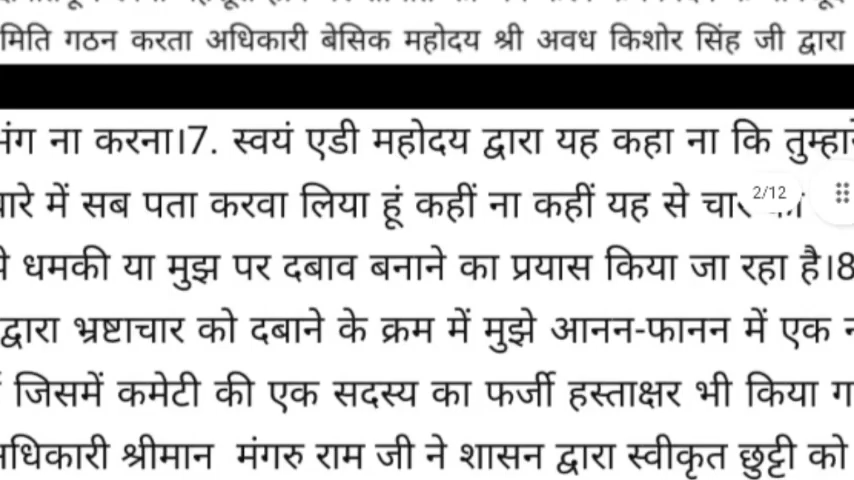 मिति गठन करता अधिकारी बेसिक महोदय श्री अवध किशोर सिंह जी द्वारा
भंग ना करना।7. स्वयं एडी महोदय द्वारा यह कहा ना कि तुम्हारे
बारे में सब पता करवा लिया हूं कहीं ना कहीं यह से
2/12
धमकी या मुझ पर दबाव बनाने का प्रयास किया जा रहा है।8
द्वारा भ्रष्टाचार को दबाने के क्रम में मुझे आनन-फानन में एक
जिसमें कमेटी की एक सदस्य का फर्जी हस्ताक्षर भी किया
अधिकारी श्रीमान मंगरु राम जी ने शासन द्वारा स्वीकृत छुट्टी को